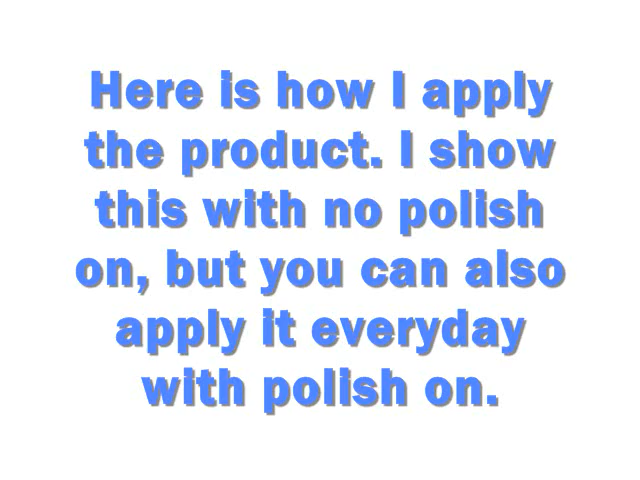 Here is how I apply
the product. I show
this with no polish
on, but you can also
apply it everyday
with polish on.